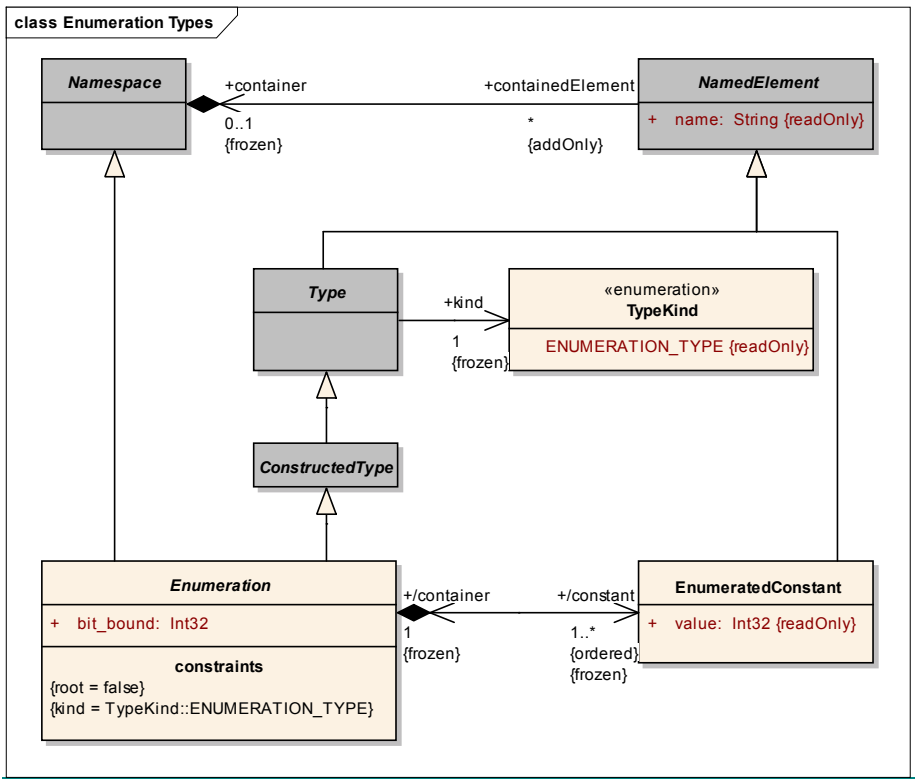 class Enumeration Types
Namespace
+container
0..1
{frozen}
+containedElement
*
{addOnly}
NamedElement
+ name: String {readOnly}
Type
+kind
1
{frozen}
«enumeration»
TypeKind
ENUMERATION_TYPE {readOnly}
ConstructedType
Enumeration
+ bit_bound: Int32
constraints
{root = false}
{kind = TypeKind::ENUMERATION_TYPE}
+/container
1
{frozen}
+/constant
1..*
{ordered}
{frozen}
EnumeratedConstant
+ value: Int32 {readOnly}